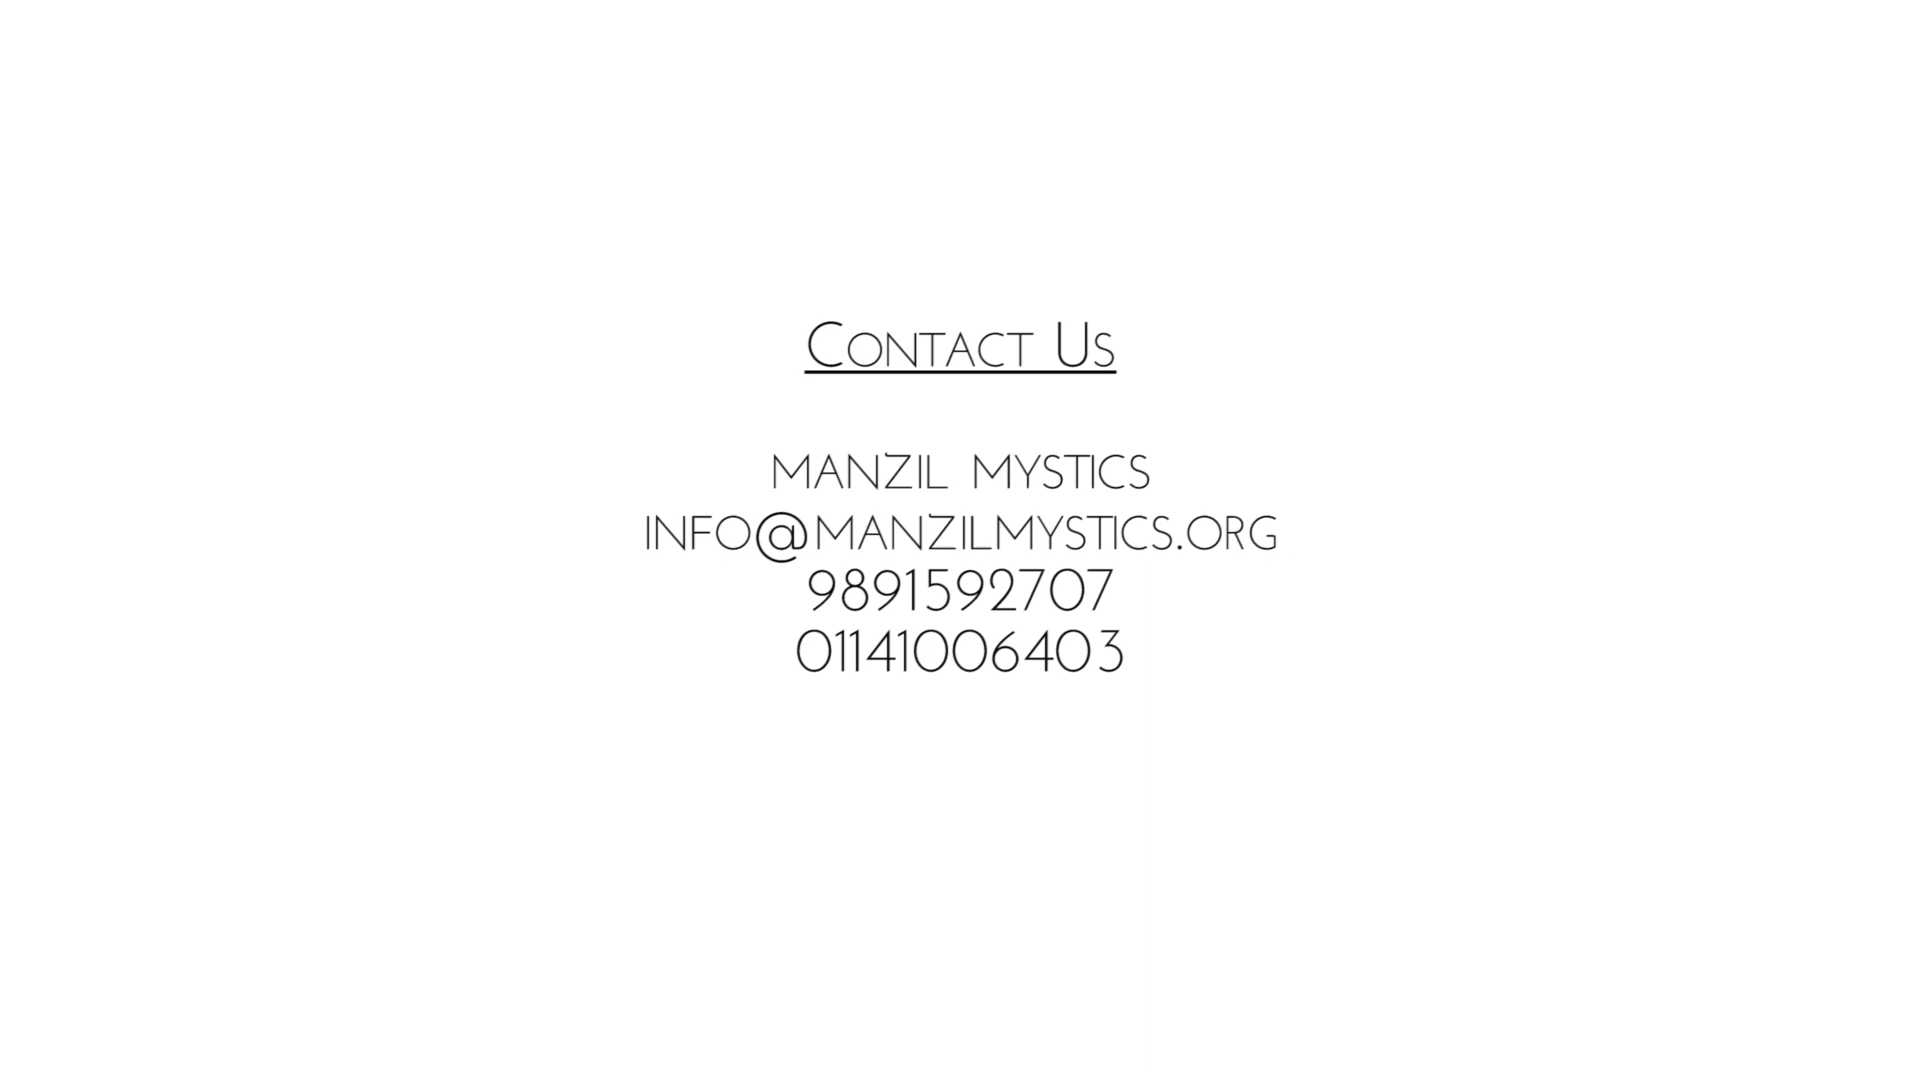 Contact Us
MANZIL MYSTICS
INFO@MANZILMYSTICS.ORG
9891592707
01141006403